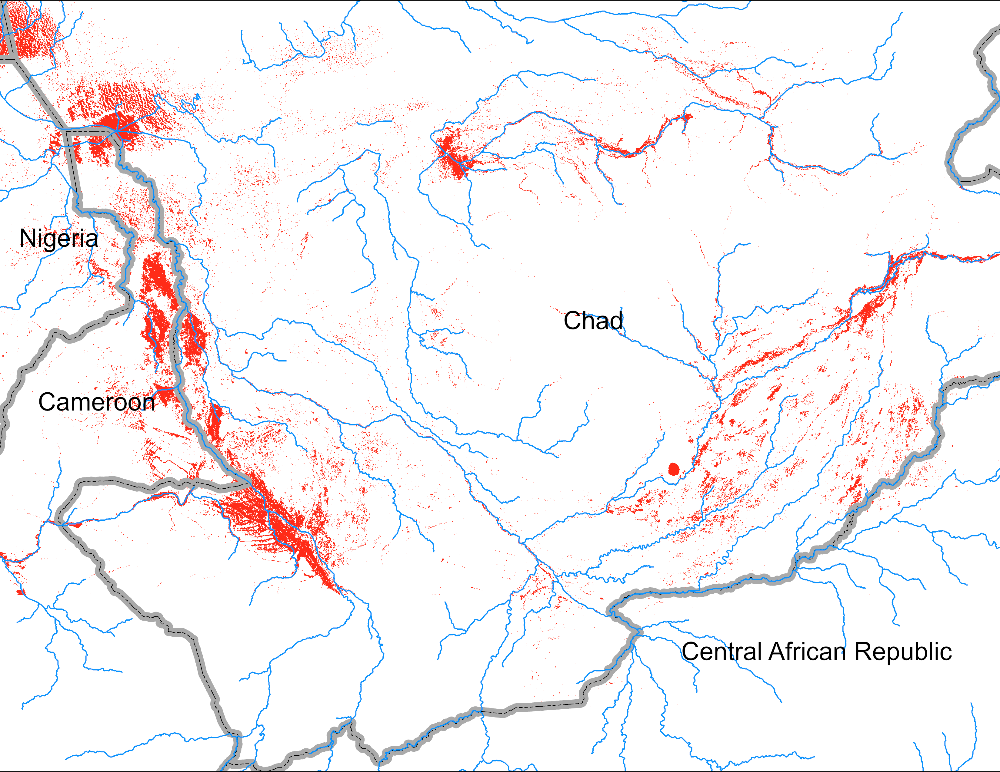 Nigeria
Chad
Cameroon
Central African Republic